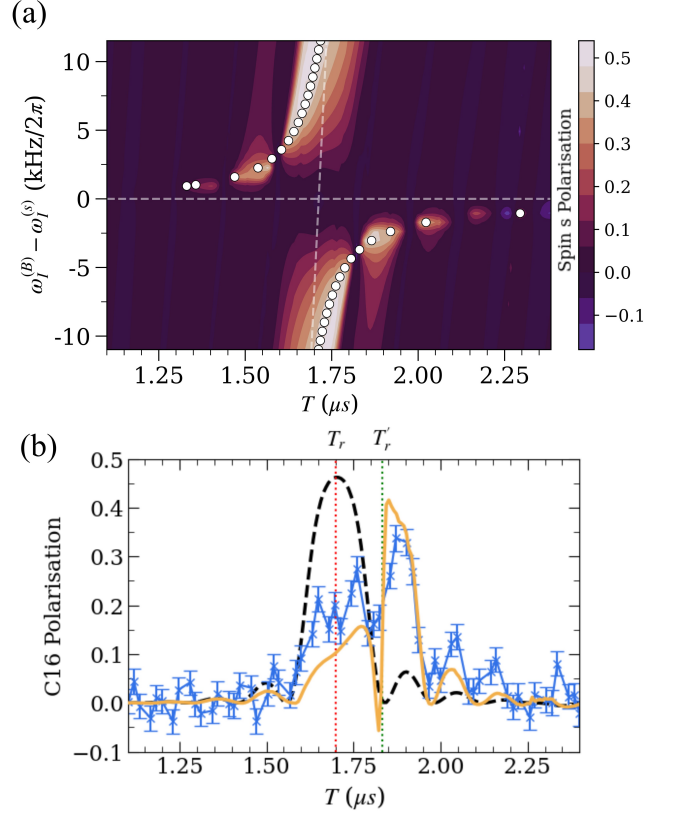 (a)
10
5
0
-5
-10
ω_I^(B) − ω_I^(s) (kHz/2π)
1.25 1.50 1.75 2.00 2.25
T (μs)
0.5
0.4
0.3
0.2
0.1
0.0
−0.1
Spin s Polarisation
(b)
T_r T_r′
0.5
0.4
0.3
0.2
0.1
0.0
−0.1
C16 Polarisation
1.25 1.50 1.75 2.00 2.25
T (μs)